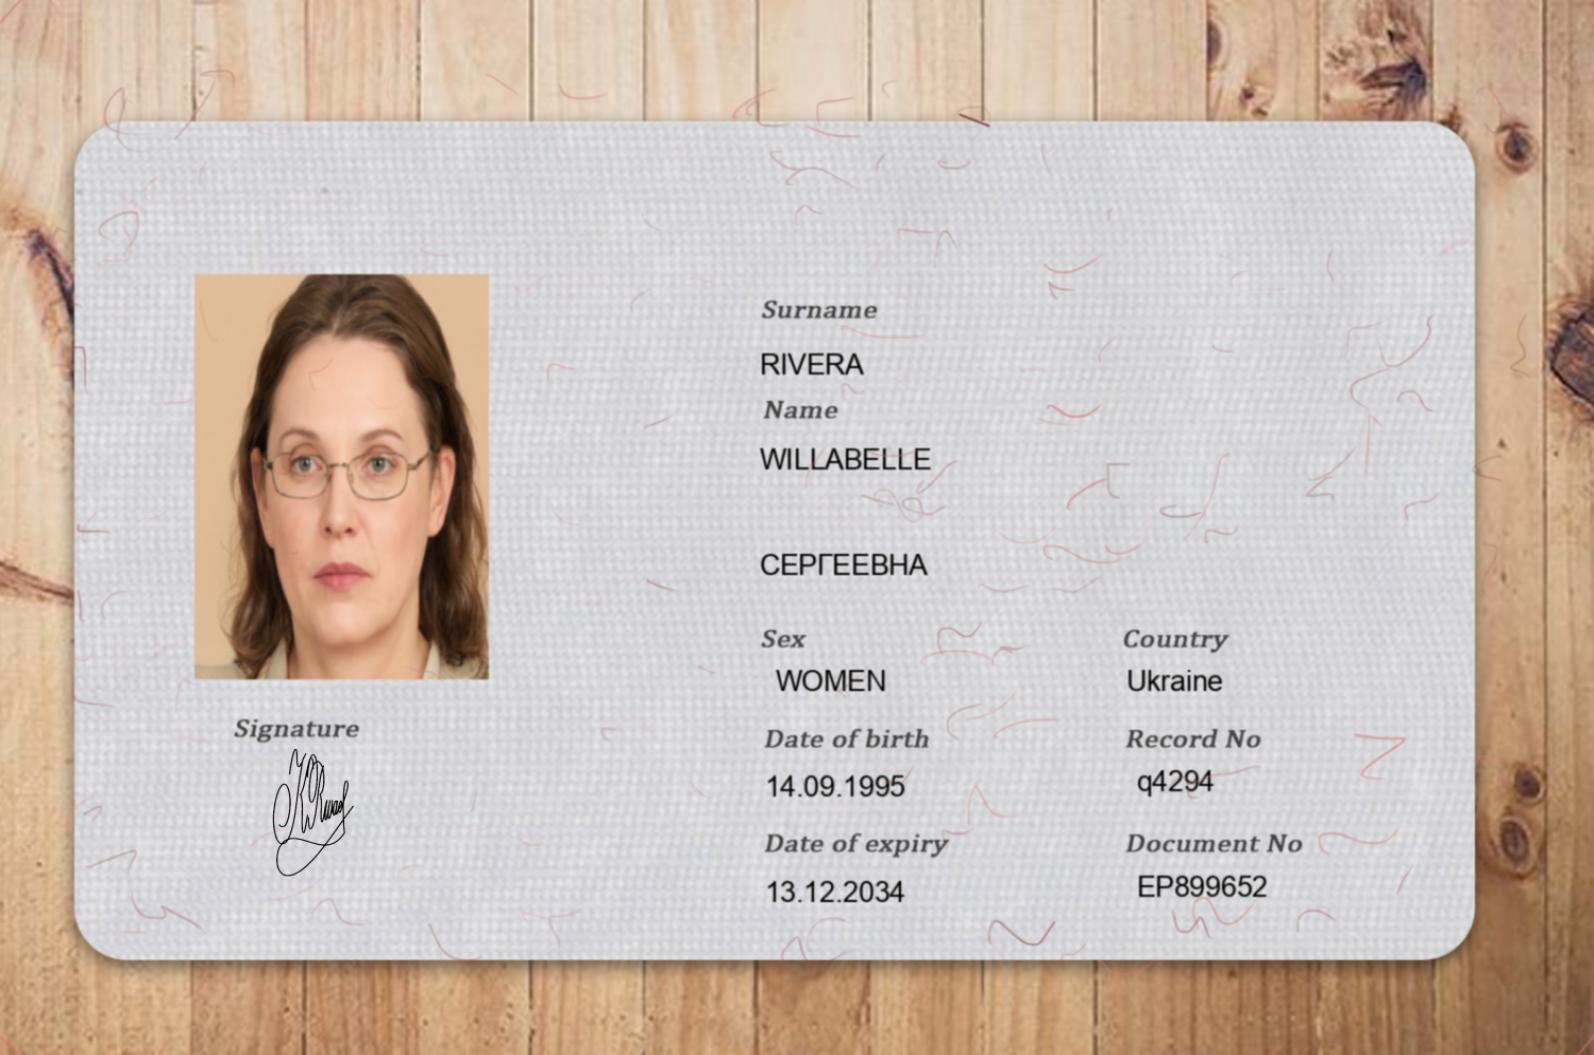 Surname
RIVERA
Name
WILLABELLE
СЕРГЕЕВНА
Sex
WOMEN
Country
Ukraine
Date of birth
14.09.1995
Record No
q4294
Date of expiry
13.12.2034
Document No
EP899652
Signature